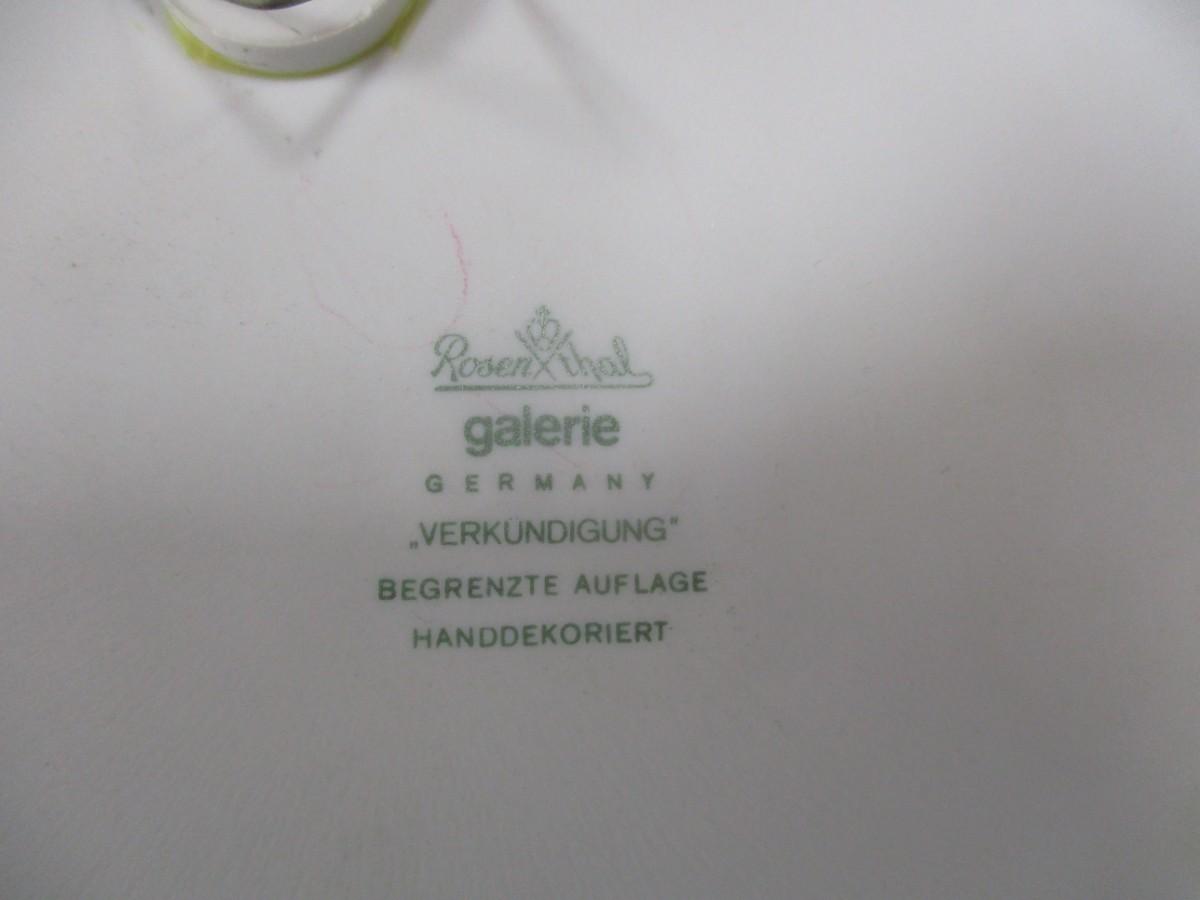 Rosenthal
galerie
GERMANY
„VERKÜNDIGUNG"
BEGRENZTE AUFLAGE
HANDDEKORIERT